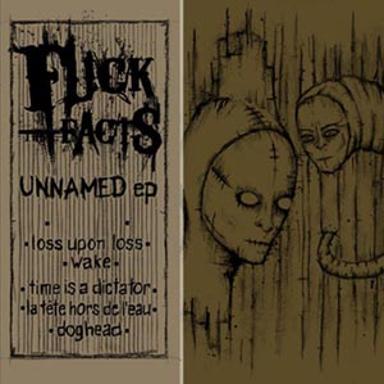 FUCK
FACTS
UNNAMED ep
•loss upon loss•
•wake•
•time is a dictator•
•la tête hors de l'eau•
•doghead•